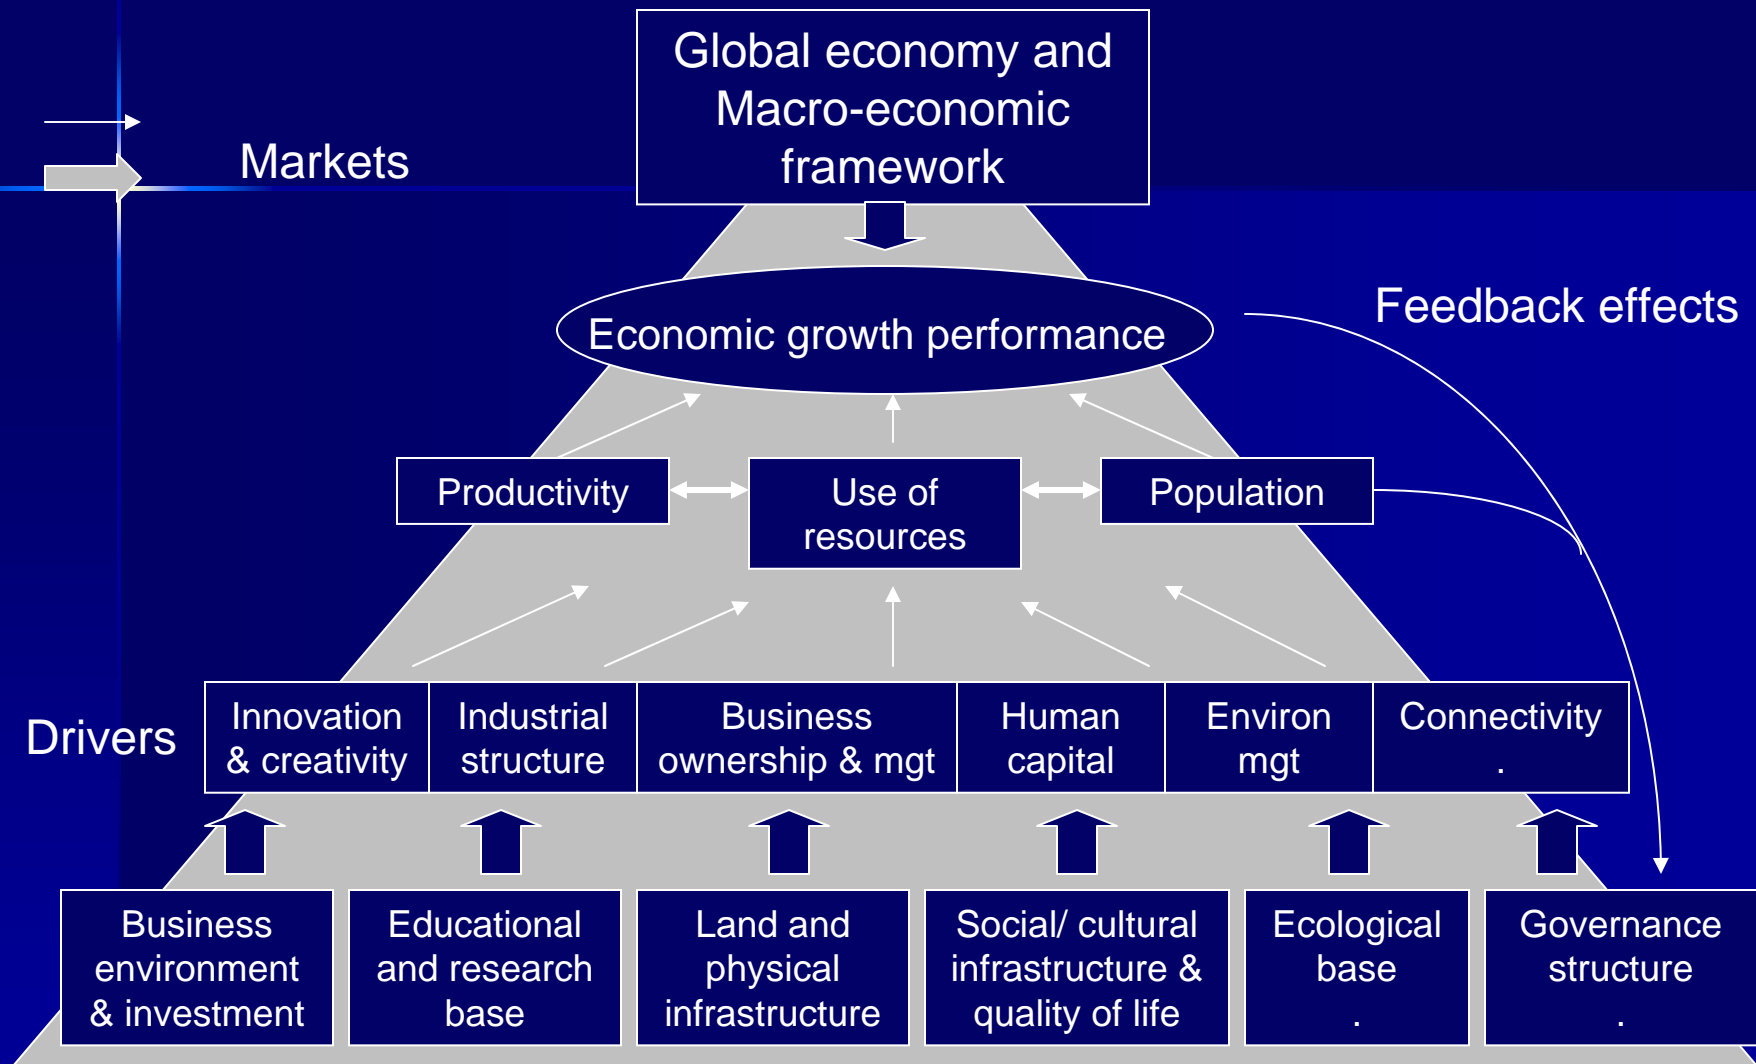 Global economy and
Macro-economic
framework
Markets
Economic growth performance
Feedback effects
Productivity
Use of
resources
Population
Drivers
Innovation
& creativity
Industrial
structure
Business
ownership & mgt
Human
capital
Environ
mgt
Connectivity
.
Business
environment
& investment
Educational
and research
base
Land and
physical
infrastructure
Social/ cultural
infrastructure &
quality of life
Ecological
base
.
Governance
structure
.